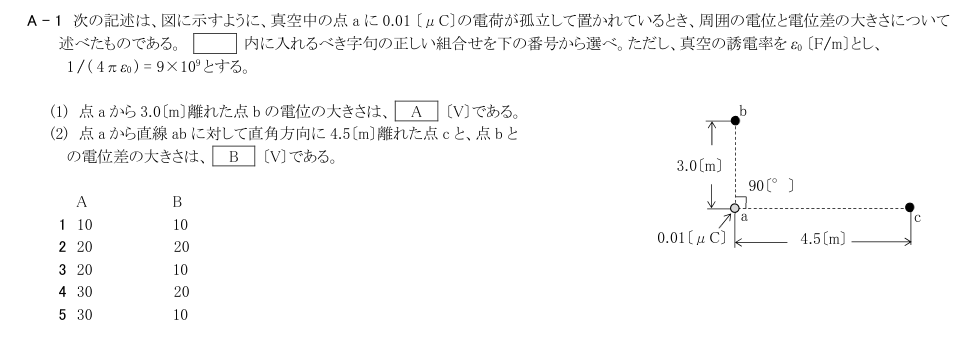 A－1 次の記述は、図に示すように、真空中の点 a に 0.01〔μC〕の電荷が孤立して置かれているとき、周囲の電位と電位差の大きさについて
述べたものである。 内に入れるべき字句の正しい組合せを下の番号から選べ。ただし、真空の誘電率をε₀〔F/m〕とし、
1/(4πε₀)＝9×10⁹とする。
(1) 点 a から 3.0〔m〕離れた点 b の電位の大きさは、 A 〔V〕である。
(2) 点 a から直線 ab に対して直角方向に 4.5〔m〕離れた点 c と、点 b と
の電位差の大きさは、 B 〔V〕である。
A B
1 10 10
2 20 20
3 20 10
4 30 20
5 30 10
b
3.0〔m〕
90〔°〕
a
c
0.01〔μC〕
4.5〔m〕